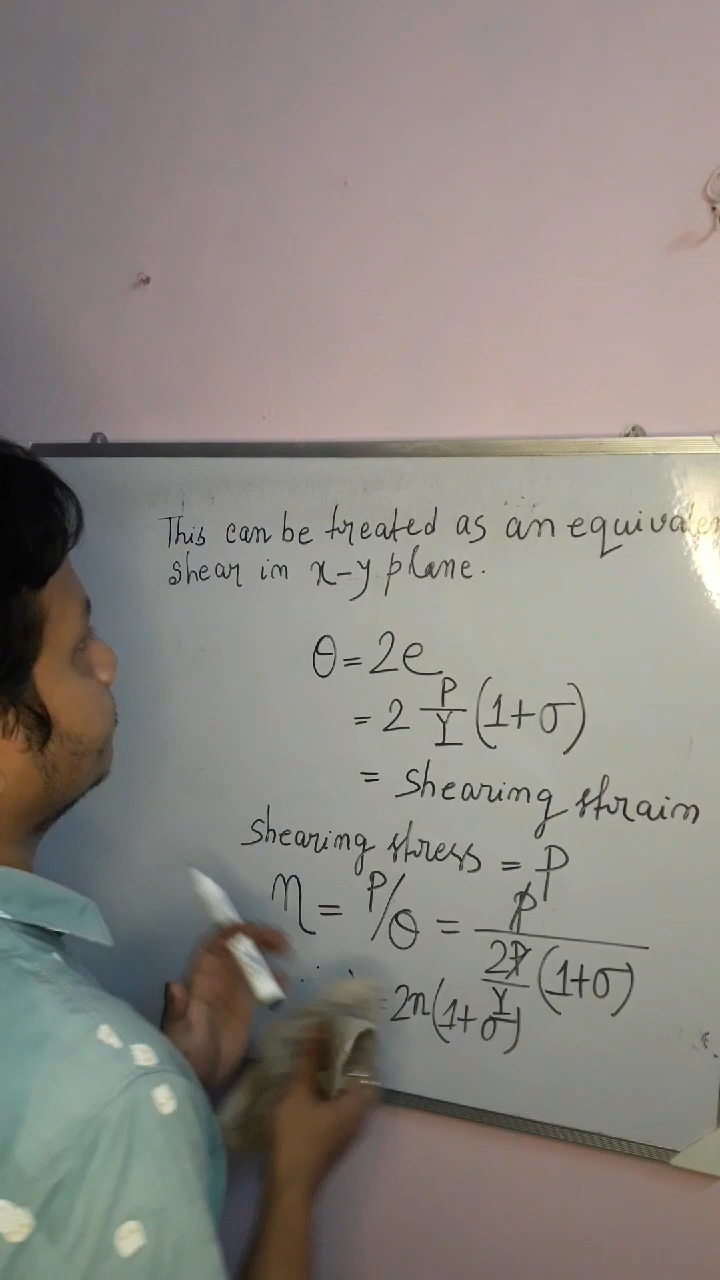 This can be treated as an equivale
shear in x-y plane.
θ = 2e
= 2 P/Y (1+σ)
= shearing strain
shearing stress = P
η = P/θ = P / (2P/Y (1+σ))
∴ = 2n(1+σ)